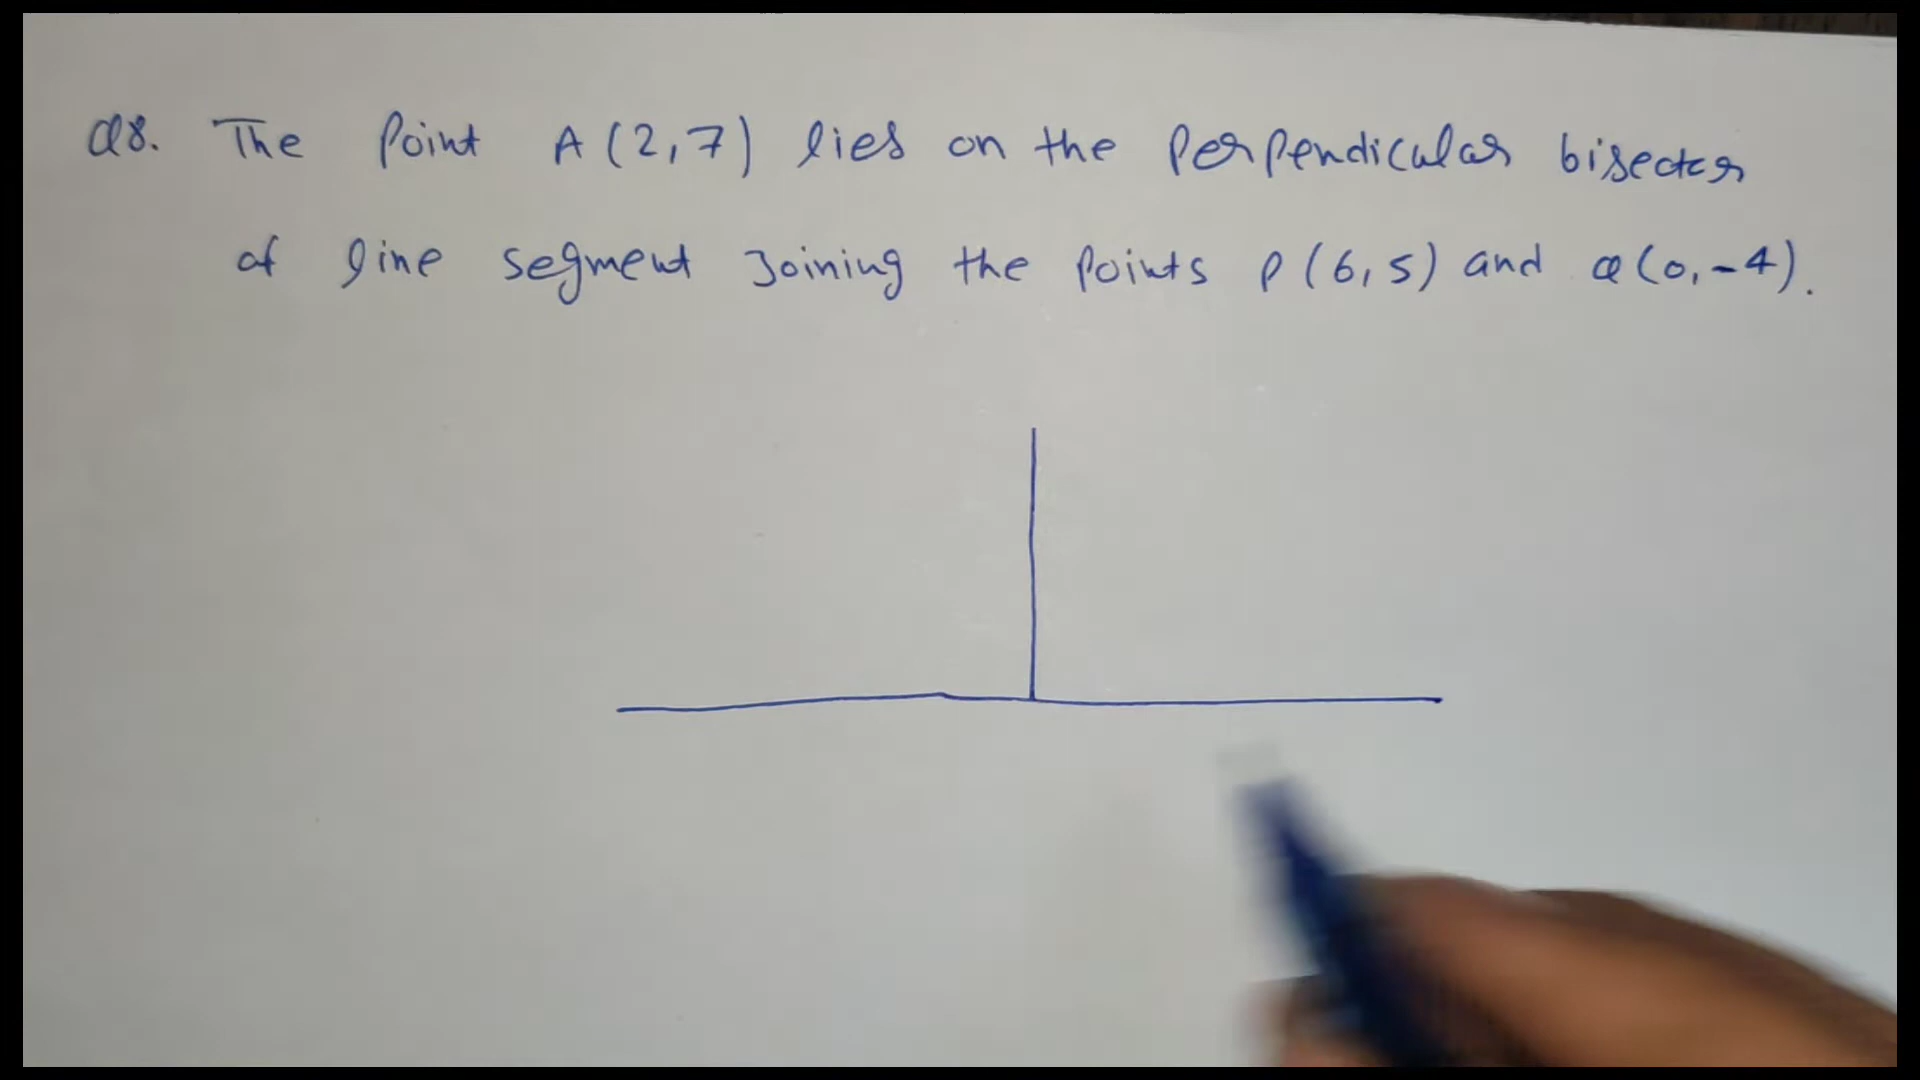 Q8. The Point A (2,7) lies on the Perpendicular bisector
of line segment Joining the Points P (6,5) and Q (0,-4).